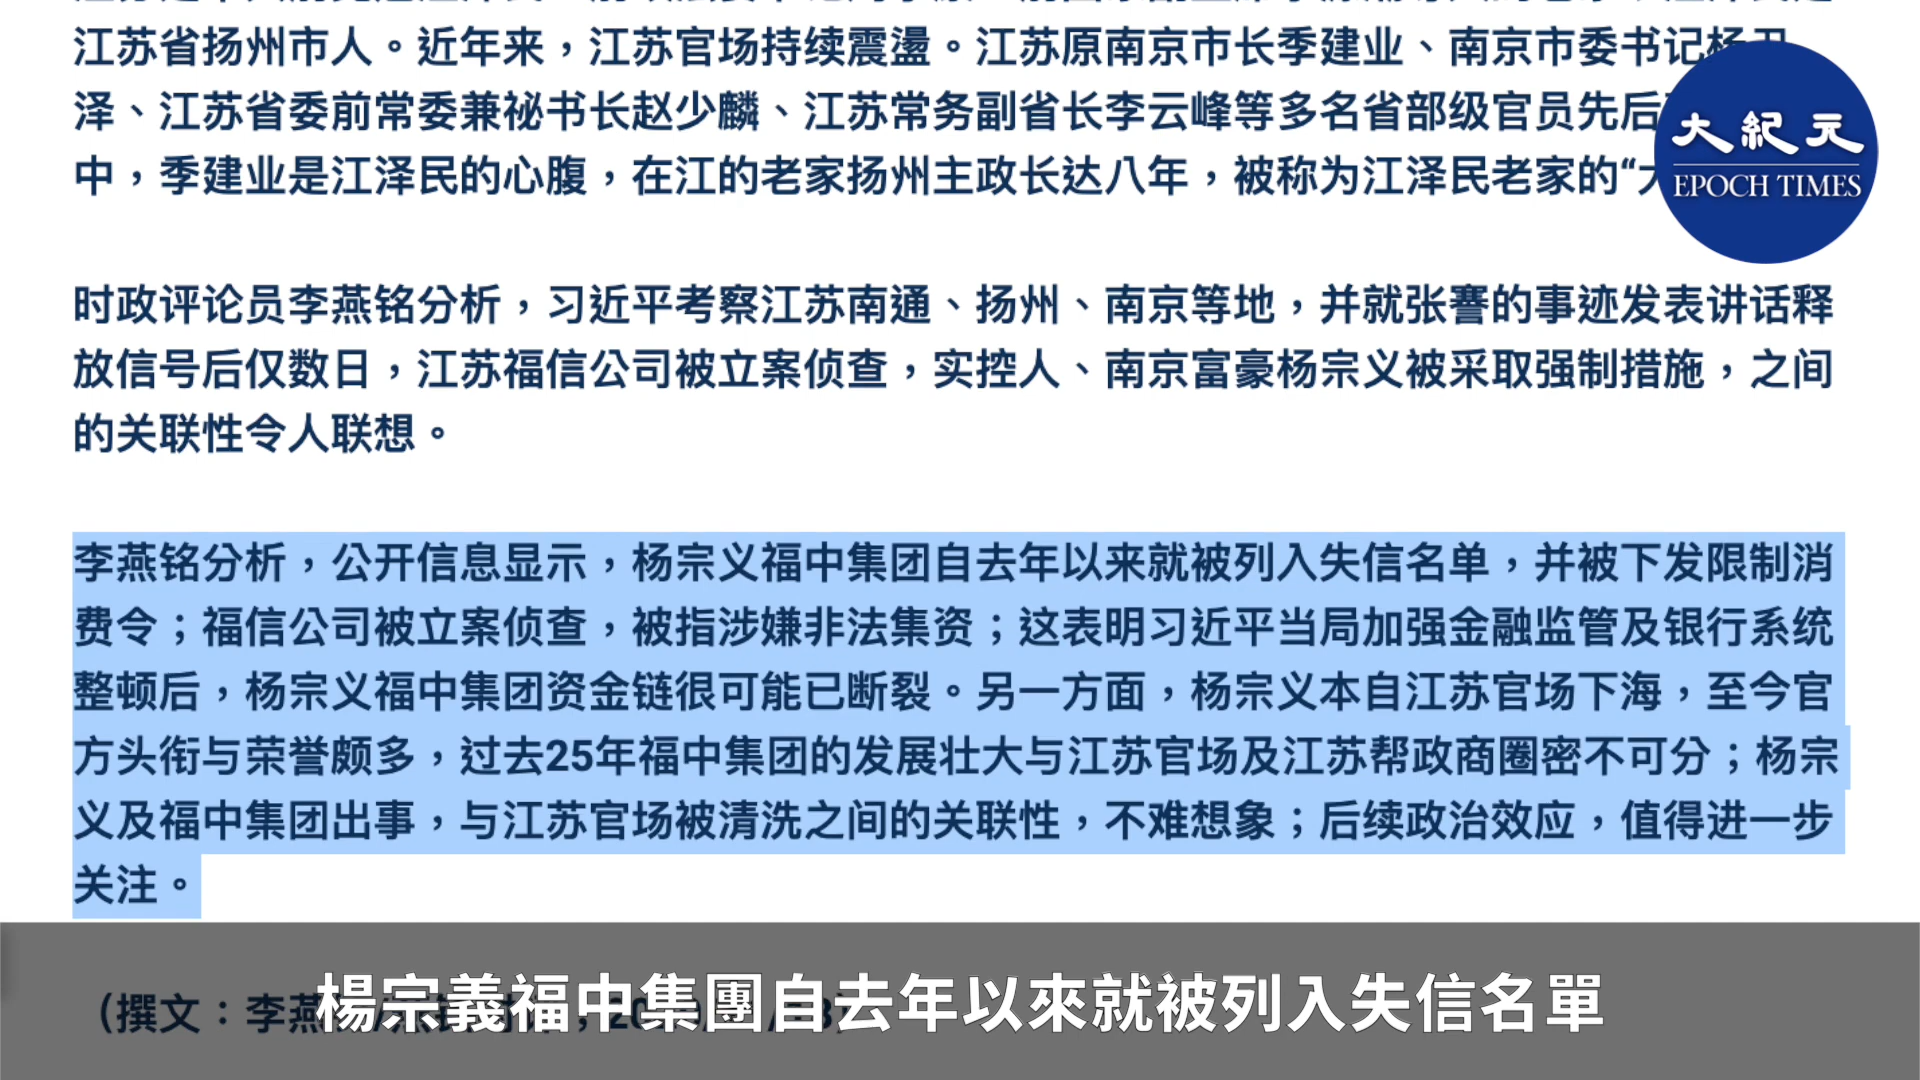 江苏省扬州市人。近年来，江苏官场持续震盪。江苏原南京市长季建业、南京市委书记杨卫
泽、江苏省委前常委兼祕书长赵少麟、江苏常务副省长李云峰等多名省部级官员先后
中，季建业是江泽民的心腹，在江的老家扬州主政长达八年，被称为江泽民老家的“大
大紀元
EPOCH TIMES
时政评论员李燕铭分析，习近平考察江苏南通、扬州、南京等地，并就张謇的事迹发表讲话释
放信号后仅数日，江苏福信公司被立案侦查，实控人、南京富豪杨宗义被采取强制措施，之间
的关联性令人联想。
李燕铭分析，公开信息显示，杨宗义福中集团自去年以来就被列入失信名单，并被下发限制消
费令；福信公司被立案侦查，被指涉嫌非法集资；这表明习近平当局加强金融监管及银行系统
整顿后，杨宗义福中集团资金链很可能已断裂。另一方面，杨宗义本自江苏官场下海，至今官
方头衔与荣誉颇多，过去25年福中集团的发展壮大与江苏官场及江苏帮政商圈密不可分；杨宗
义及福中集团出事，与江苏官场被清洗之间的关联性，不难想象；后续政治效应，值得进一步
关注。
（撰文：李燕
楊宗義福中集團自去年以來就被列入失信名單